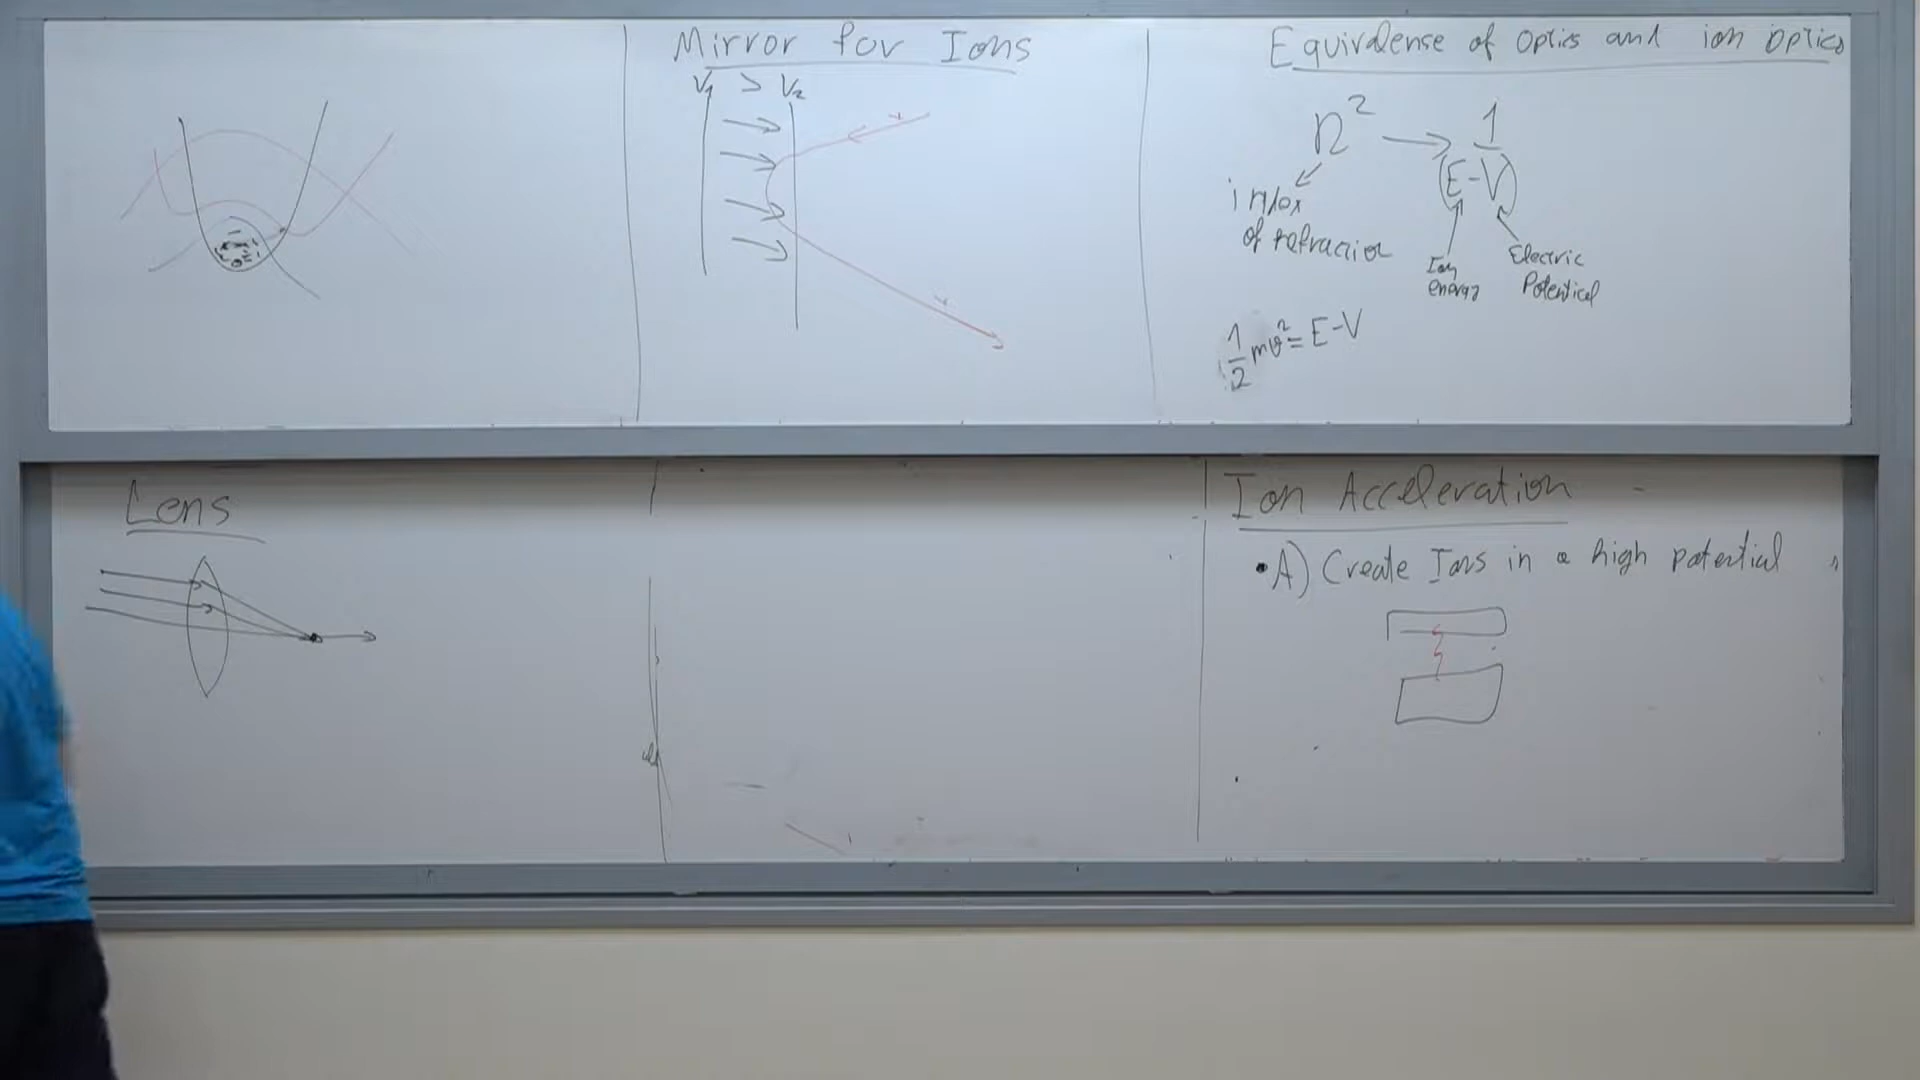 Mirror for Ions
V₁ > V₂
Equivalense of optics and ion optics
n² → 1/(E-V)
index
of refraction
Ion
energy
Electric
Potential
1/2 mv² = E-V
Lens
Ion Acceleration
• A) Create Ions in a high potential